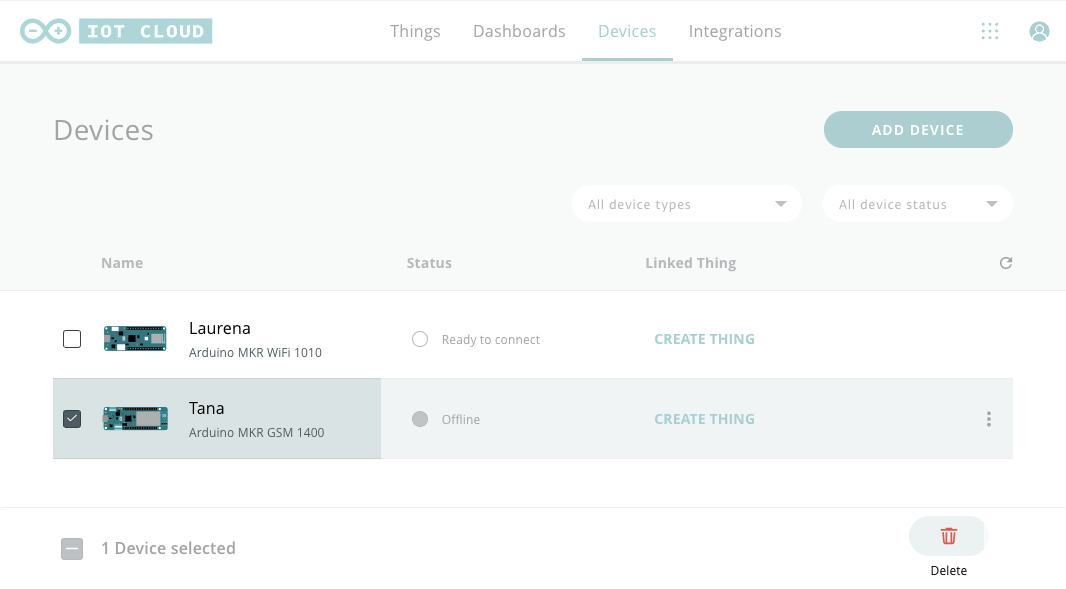 IOT CLOUD
Things Dashboards Devices Integrations
Devices
ADD DEVICE
All device types
All device status
Name Status Linked Thing
Laurena
Arduino MKR WiFi 1010
Ready to connect
CREATE THING
Tana
Arduino MKR GSM 1400
Offline
CREATE THING
1 Device selected
Delete